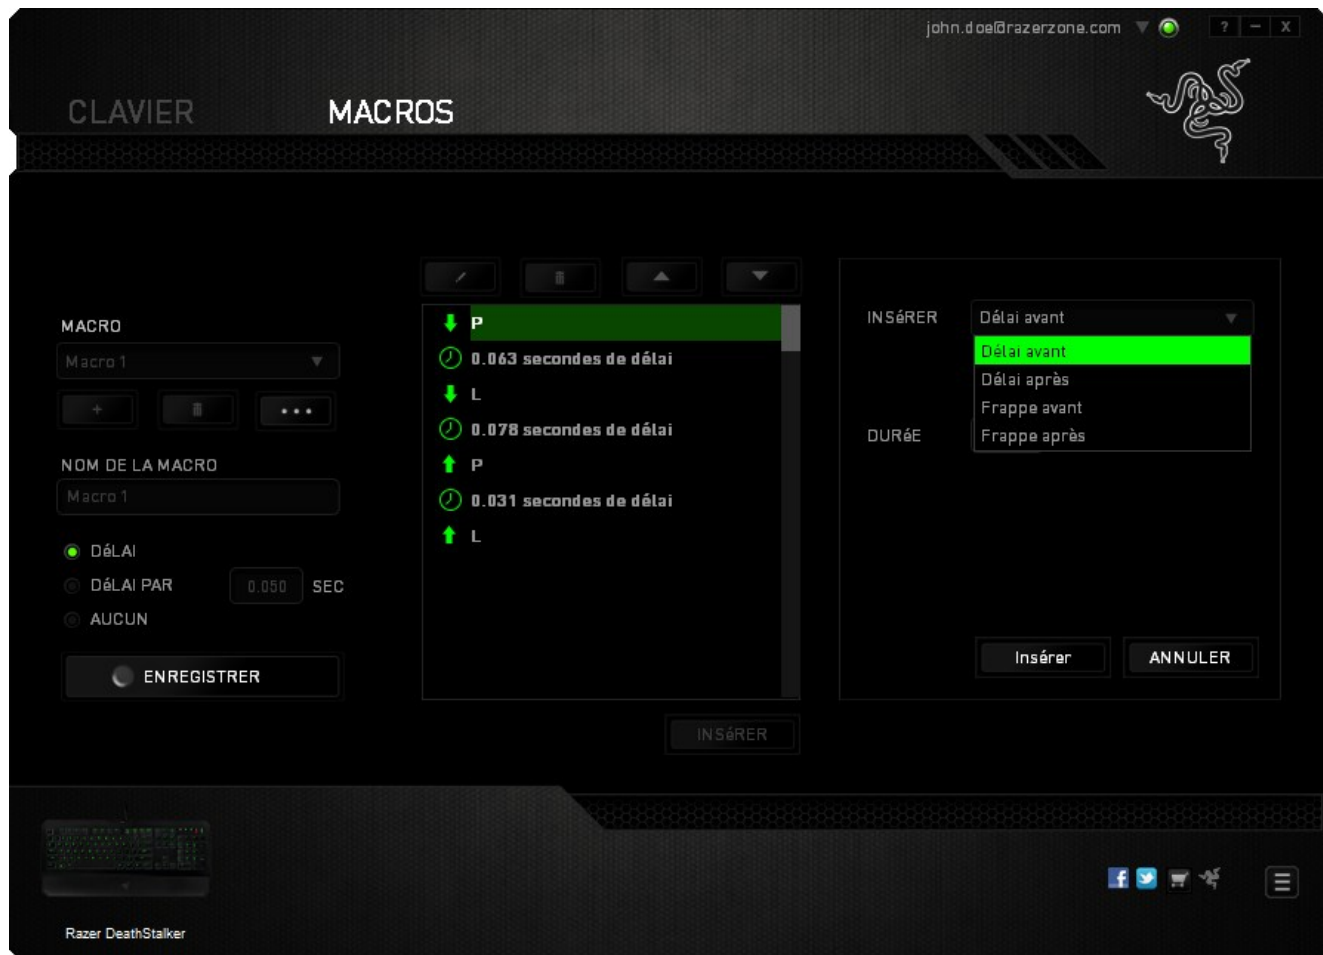 john.doe@razerzone.com
? – X
CLAVIER
MACROS
MACRO
Macro 1
NOM DE LA MACRO
Macro 1
DéLAI
DéLAI PAR 0.050 SEC
AUCUN
ENREGISTRER
P
0.063 secondes de délai
L
0.078 secondes de délai
P
0.031 secondes de délai
L
INSéRER
INSéRER Délai avant
Délai avant
Délai après
Frappe avant
Frappe après
DURéE
Insérer
ANNULER
Razer DeathStalker